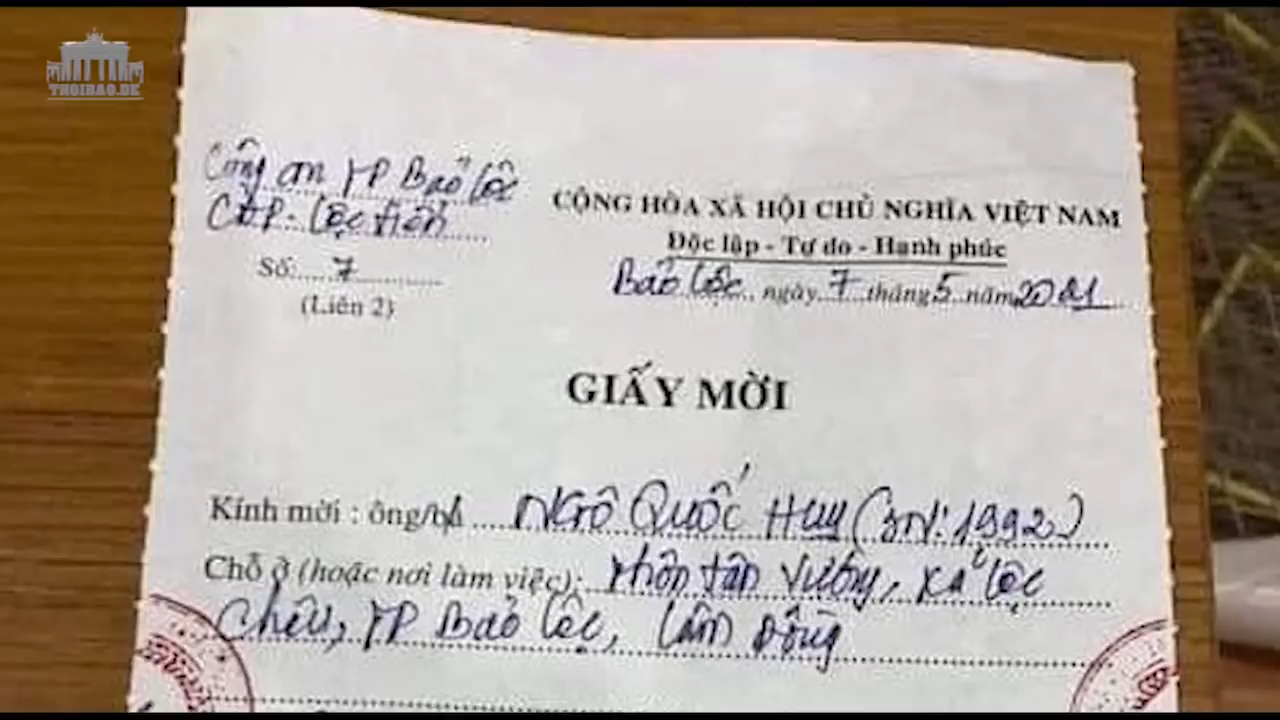 THOIBAO.DE
Công an TP Bảo Lộc
CAP. Lộc Tiến
Số: 7
(Liên 2)
CỘNG HÒA XÃ HỘI CHỦ NGHĨA VIỆT NAM
Độc lập - Tự do - Hạnh phúc
Bảo Lộc, ngày 7 tháng 5 năm 2021
GIẤY MỜI
Kính mời : ông/bà Ngô Quốc Huy (SN: 1992)
Chỗ ở (hoặc nơi làm việc): thôn Tân Vượng, xã Lộc
Châu, TP Bảo Lộc, Lâm Đồng